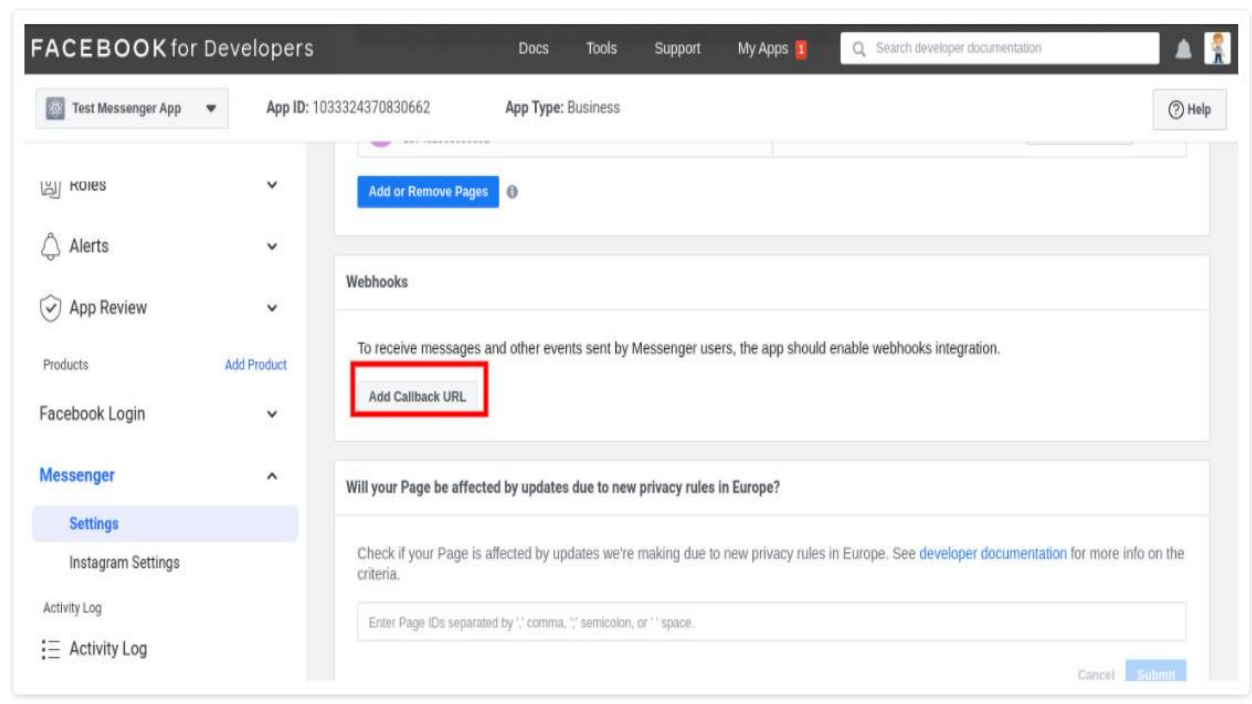 FACEBOOK for Developers
Docs
Tools
Support
My Apps 1
Search developer documentation
Test Messenger App
App ID: 1033324370830662
App Type: Business
Help
Roles
Alerts
App Review
Products
Add Product
Facebook Login
Messenger
Settings
Instagram Settings
Activity Log
Activity Log
Add or Remove Pages
Webhooks
To receive messages and other events sent by Messenger users, the app should enable webhooks integration.
Add Callback URL
Will your Page be affected by updates due to new privacy rules in Europe?
Check if your Page is affected by updates we're making due to new privacy rules in Europe. See developer documentation for more info on the
criteria.
Enter Page IDs separated by ',' comma, ';' semicolon, or ' ' space.
Cancel
Submit